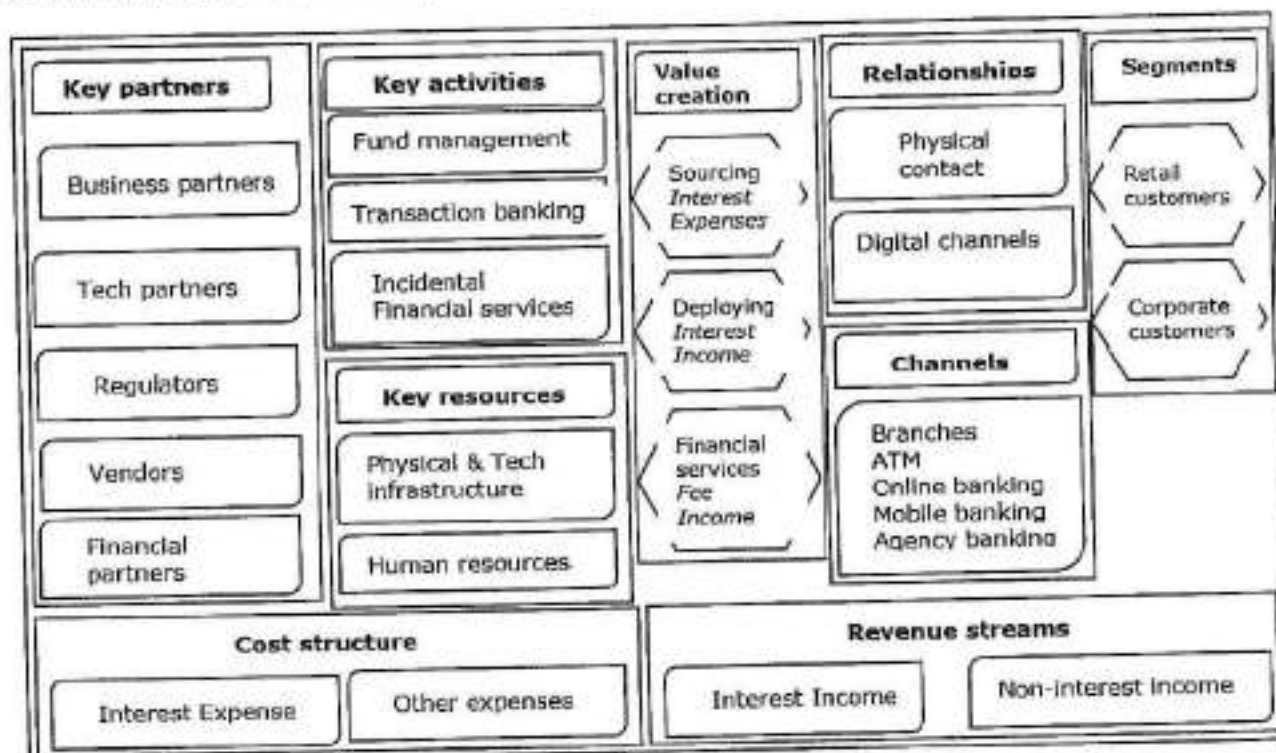 Key partners
Business partners
Tech partners
Regulators
Vendors
Financial
partners
Key activities
Fund management
Transaction banking
Incidental
Financial services
Key resources
Physical & Tech
infrastructure
Human resources
Value
creation
Sourcing
Interest
Expenses
Deploying
Interest
Income
Financial
services
Fee
Income
Relationships
Physical
contact
Digital channels
Channels
Branches
ATM
Online banking
Mobile banking
Agency banking
Segments
Retail
customers
Corporate
customers
Cost structure
Interest Expense
Other expenses
Revenue streams
Interest Income
Non-interest income